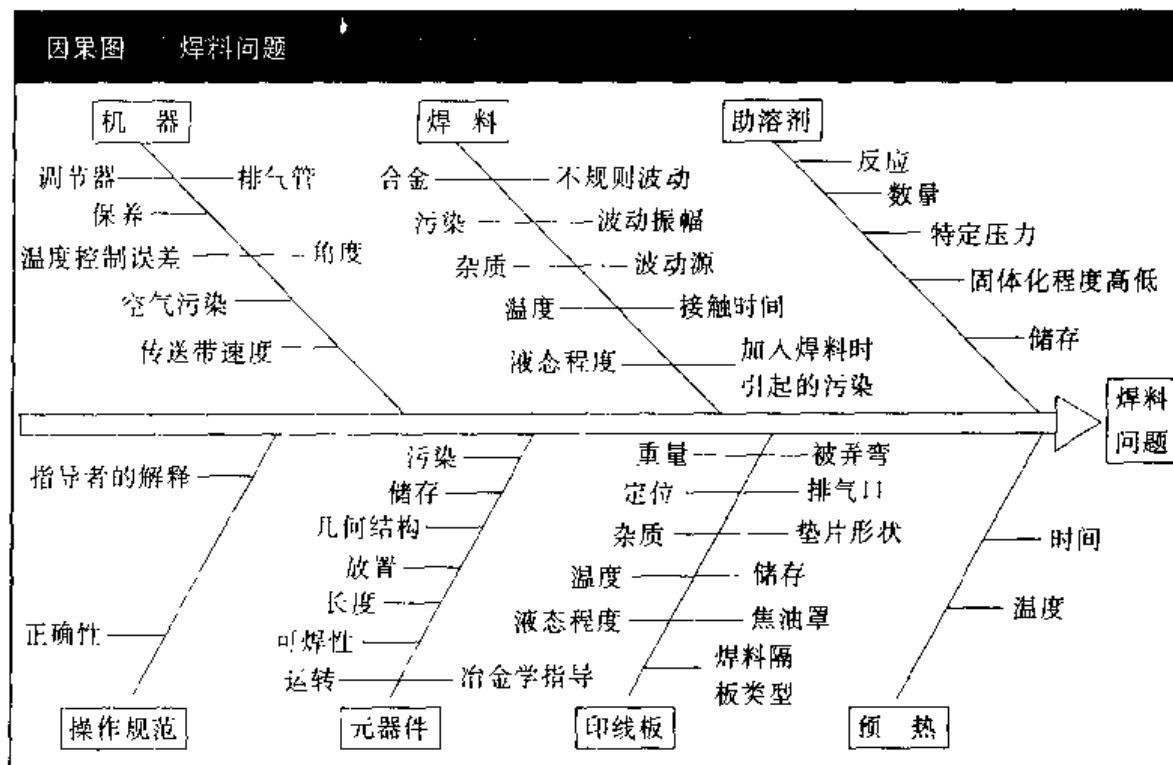 因果图 焊料问题
机 器
焊 料
助溶剂
调节器
排气管
保养
温度控制误差
角度
空气污染
传送带速度
合金
不规则波动
污染
波动振幅
杂质
波动源
温度
接触时间
液态程度
加入焊料时
引起的污染
反应
数量
特定压力
固体化程度高低
储存
焊料
问题
指导者的解释
正确性
操作规范
污染
储存
几何结构
放置
长度
可焊性
运转
冶金学指导
元器件
重量
被弄弯
定位
排气口
杂质
垫片形状
温度
储存
液态程度
焦油罩
焊料隔
板类型
印线板
时间
温度
预 热